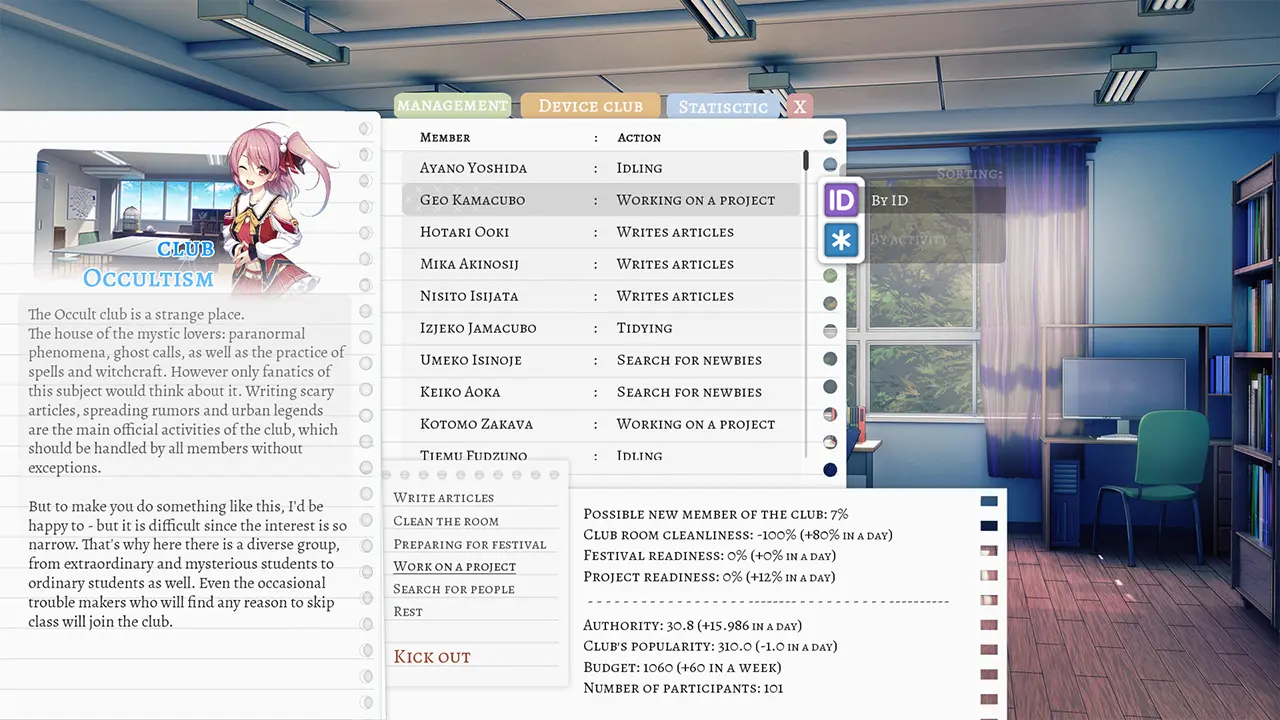 MANAGEMENT
DEVICE CLUB
STATISCTIC
X
CLUB
OCCULTISM
The Occult club is a strange place.
The house of the mystic lovers: paranormal
phenomena, ghost calls, as well as the practice of
spells and witchcraft. However only fanatics of
this subject would think about it. Writing scary
articles, spreading rumors and urban legends
are the main official activities of the club, which
should be handled by all members without
exceptions.
But to make you do something like this, I'd be
happy to - but it is difficult since the interest is so
narrow. That's why here there is a diverse group,
from extraordinary and mysterious students to
ordinary students as well. Even the occasional
trouble makers who will find any reason to skip
class will join the club.
MEMBER : ACTION
AYANO YOSHIDA : IDLING
GEO KAMACUBO : WORKING ON A PROJECT
HOTARI OOKI : WRITES ARTICLES
MIKA AKINOSIJ : WRITES ARTICLES
NISITO ISIJATA : WRITES ARTICLES
IZJEKO JAMACUBO : TIDYING
UMEKO ISINOJE : SEARCH FOR NEWBIES
KEIKO AOKA : SEARCH FOR NEWBIES
KOTOMO ZAKAVA : WORKING ON A PROJECT
TIEMU FUDZUNO : IDLING
SORTING:
ID BY ID
* BY ACTIVITY
WRITE ARTICLES
CLEAN THE ROOM
PREPARING FOR FESTIVAL
WORK ON A PROJECT
SEARCH FOR PEOPLE
REST
KICK OUT
POSSIBLE NEW MEMBER OF THE CLUB: 7%
CLUB ROOM CLEANLINESS: -100% (+80% IN A DAY)
FESTIVAL READINESS: 0% (+0% IN A DAY)
PROJECT READINESS: 0% (+12% IN A DAY)
AUTHORITY: 30.8 (+15.986 IN A DAY)
CLUB'S POPULARITY: 310.0 (-1.0 IN A DAY)
BUDGET: 1060 (+60 IN A WEEK)
NUMBER OF PARTICIPANTS: 101